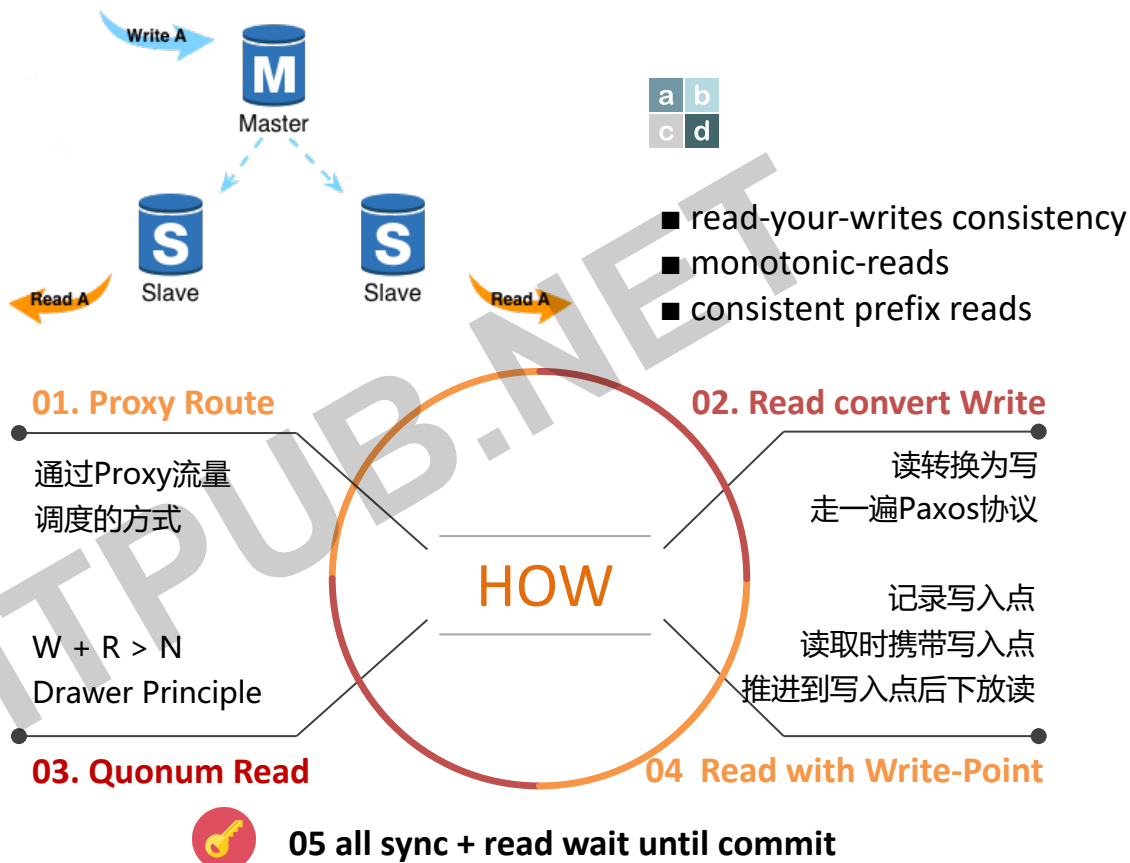 Write A
M
Master
S
Slave
S
Slave
Read A
Read A
a b
c d
■ read-your-writes consistency
■ monotonic-reads
■ consistent prefix reads
01. Proxy Route
通过Proxy流量
调度的方式
02. Read convert Write
读转换为写
走一遍Paxos协议
HOW
W + R > N
Drawer Principle
03. Quonum Read
记录写入点
读取时携带写入点
推进到写入点后下放读
04 Read with Write-Point
05 all sync + read wait until commit
ITPUB.NET